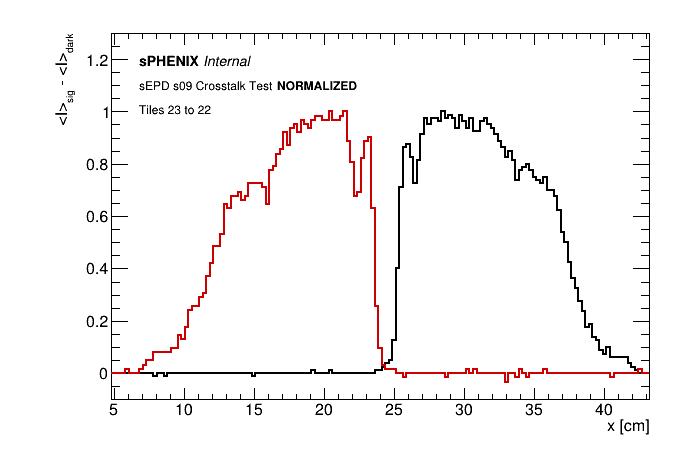 <I>sig - <I>dark
sPHENIX Internal
sEPD s09 Crosstalk Test NORMALIZED
Tiles 23 to 22
1.2
1
0.8
0.6
0.4
0.2
0
5 10 15 20 25 30 35 40
x [cm]